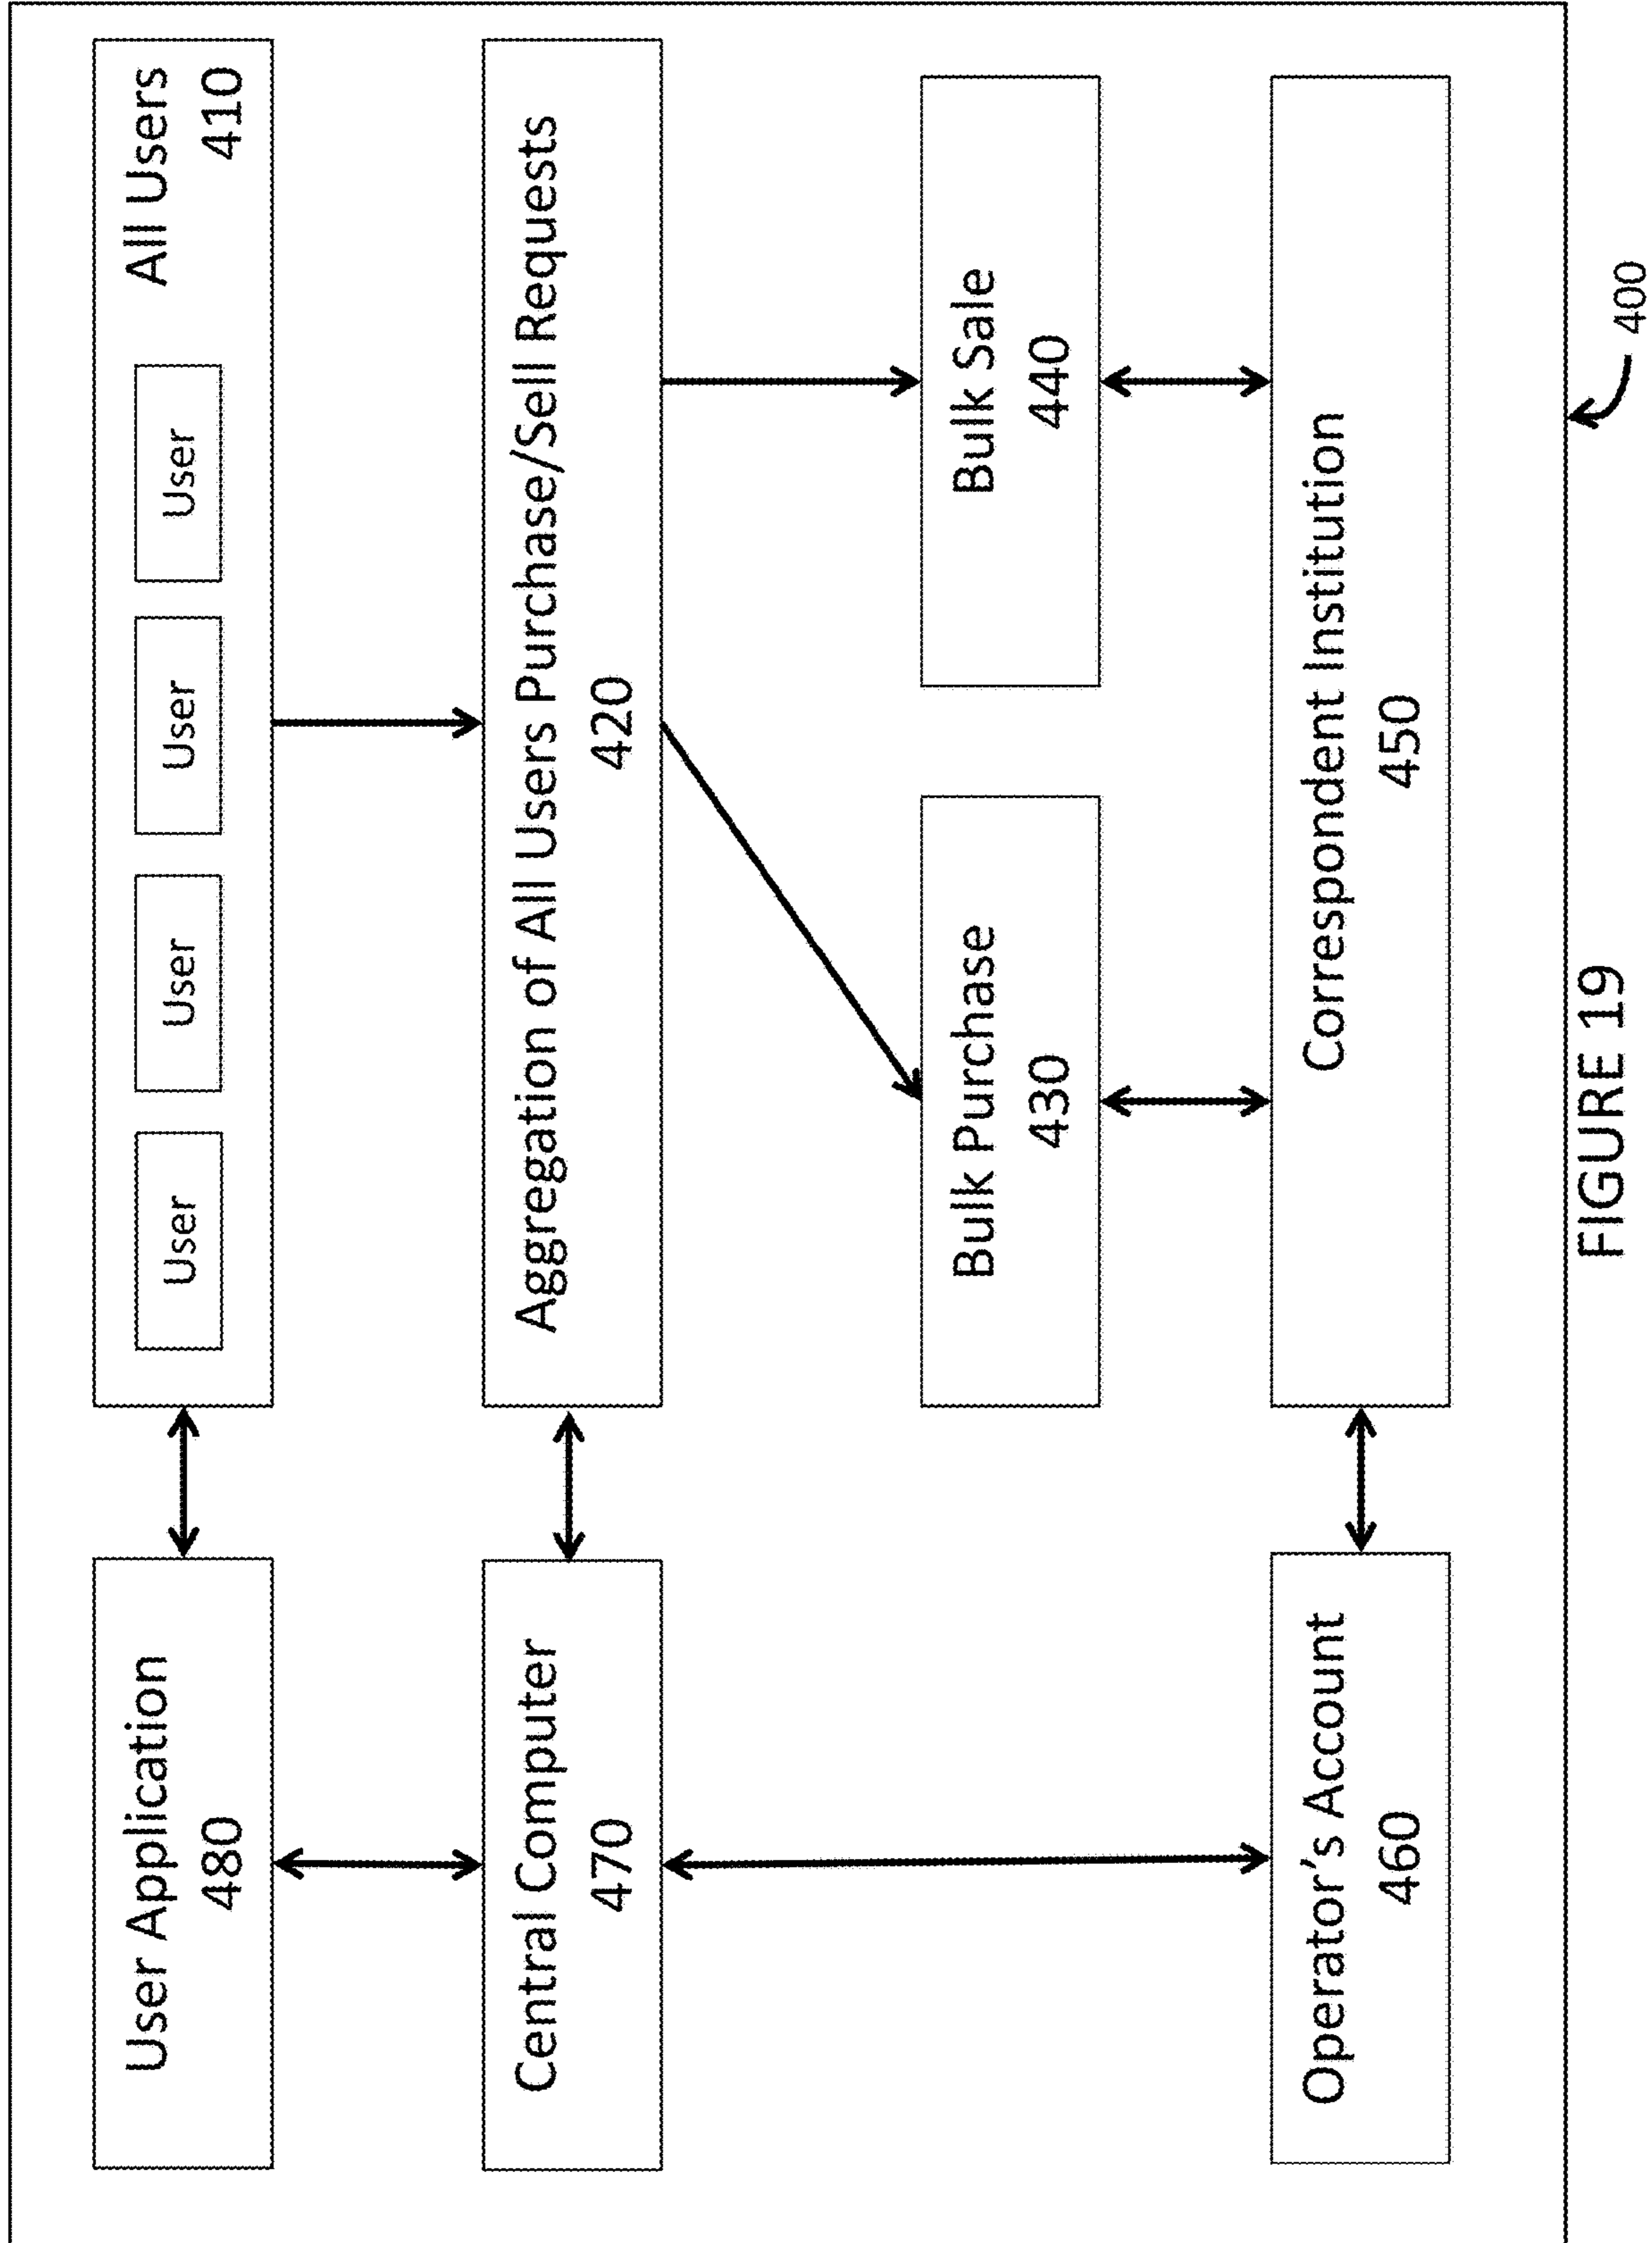 User Application
480
User
User
User
User
All Users
410
Central Computer
470
Aggregation of All Users Purchase/Sell Requests
420
Bulk Purchase
430
Bulk Sale
440
Operator's Account
460
Correspondent Institution
450
400
FIGURE 19